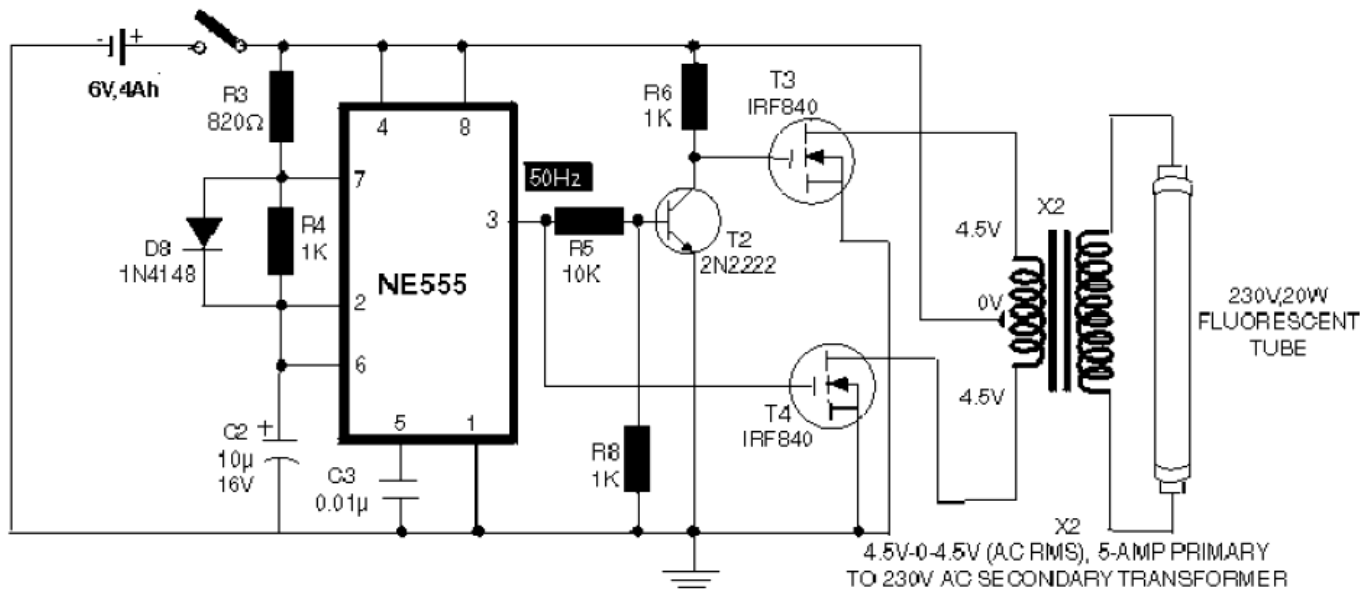 - +
6V,4Ah
R3
820Ω
4
8
7
D8
1N4148
R4
1K
2
6
NE555
3
50Hz
C2 +
10µ
16V
5
1
C3
0.01µ
R5
10K
R6
1K
T2
2N2222
R8
1K
T3
IRF840
T4
IRF840
4.5V
0V
4.5V
X2
230V,20W
FLUORESCENT
TUBE
X2
4.5V-0-4.5V (AC RMS), 5-AMP PRIMARY
TO 230V AC SECONDARY TRANSFORMER